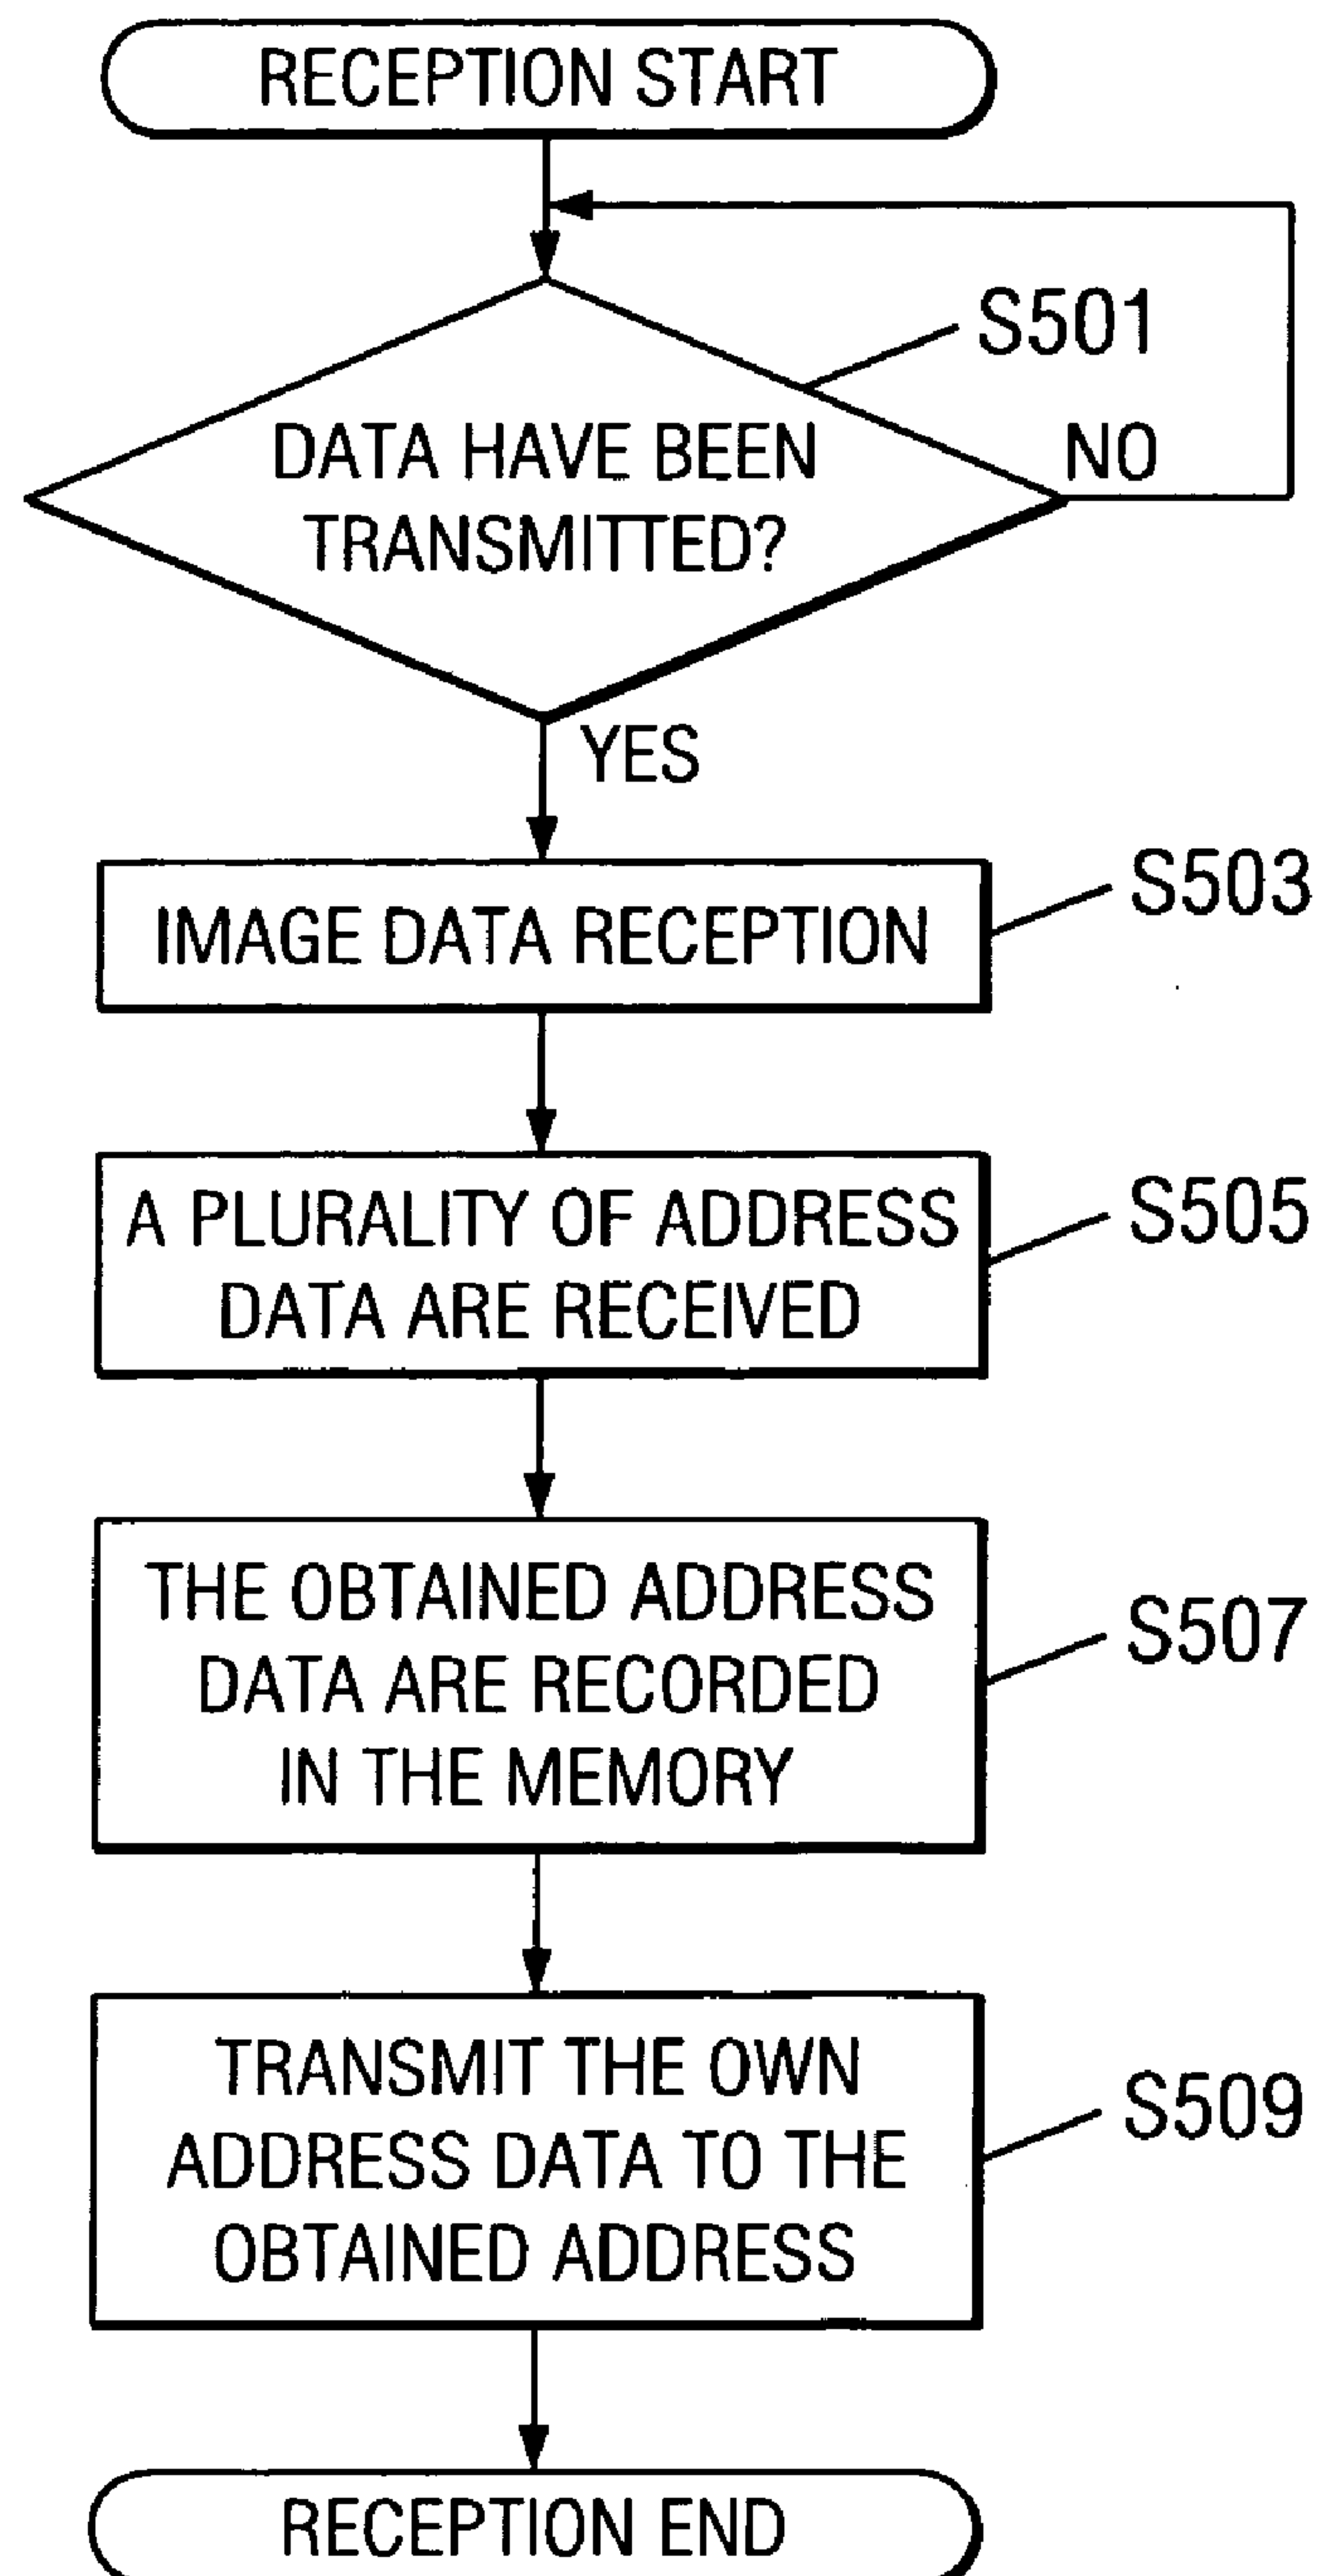 RECEPTION START
S501
DATA HAVE BEEN
TRANSMITTED?
NO
YES
IMAGE DATA RECEPTION
S503
A PLURALITY OF ADDRESS
DATA ARE RECEIVED
S505
THE OBTAINED ADDRESS
DATA ARE RECORDED
IN THE MEMORY
S507
TRANSMIT THE OWN
ADDRESS DATA TO THE
OBTAINED ADDRESS
S509
RECEPTION END